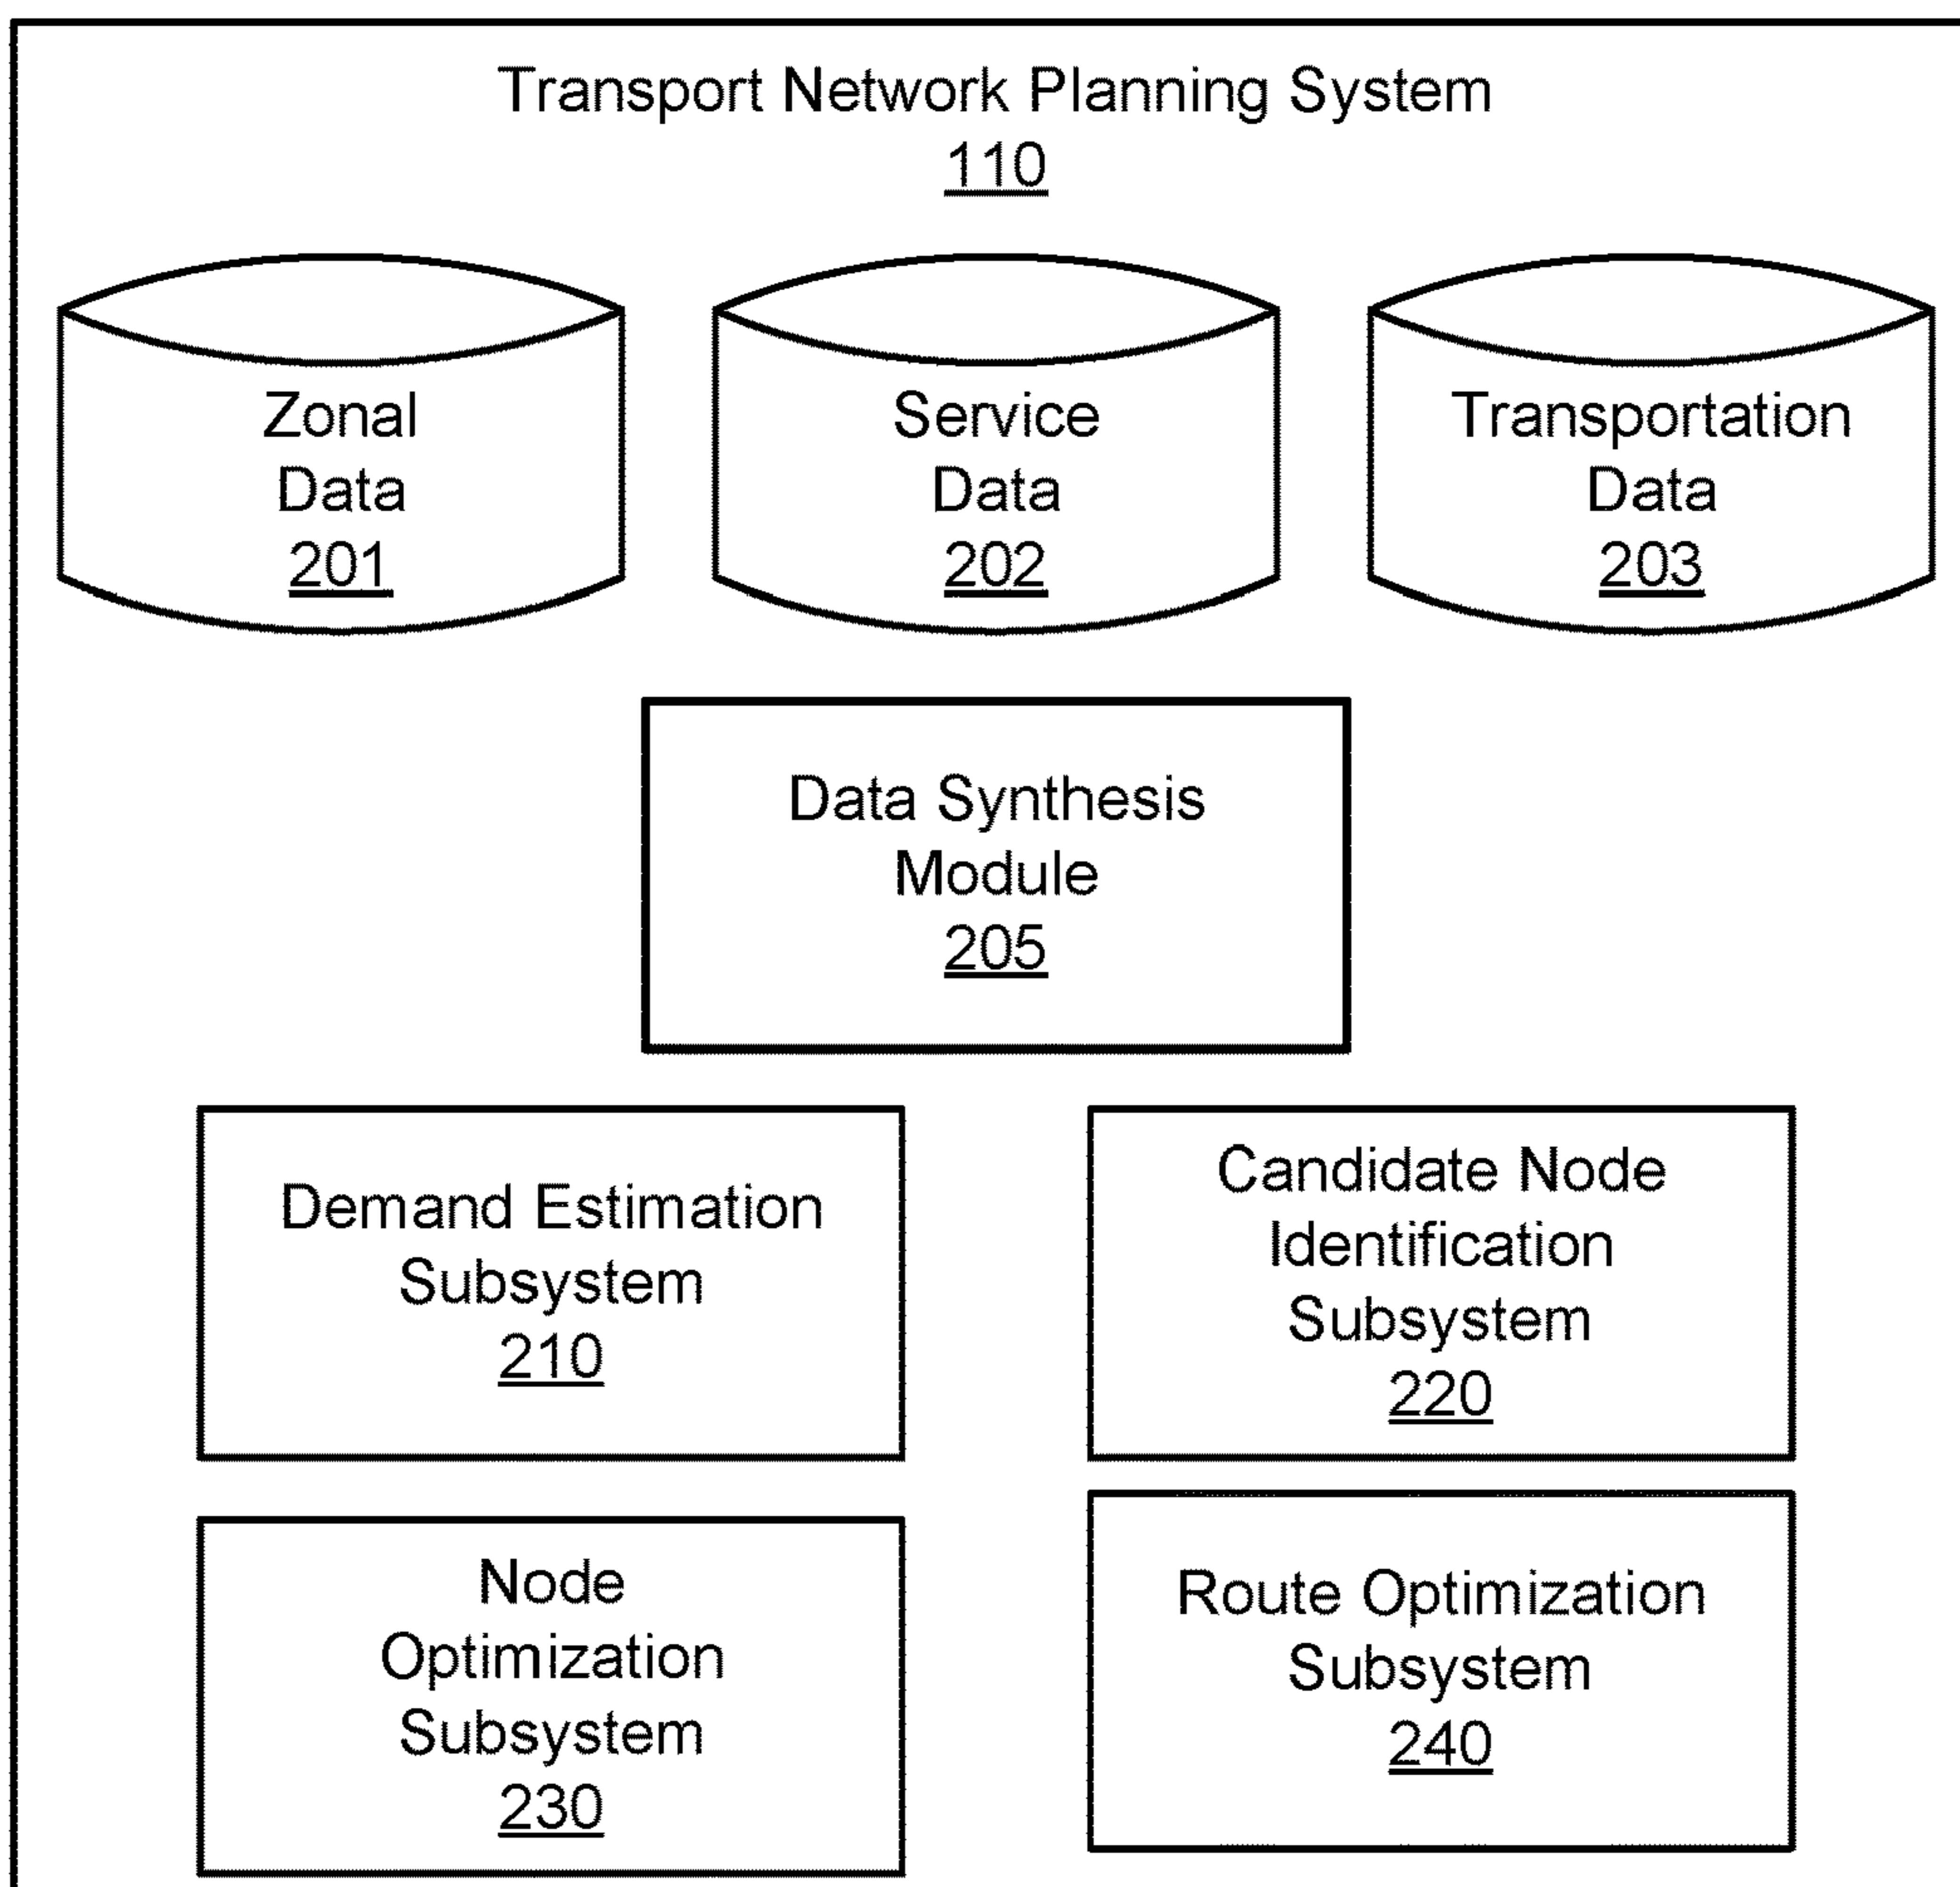 Transport Network Planning System
110
Zonal
Data
201
Service
Data
202
Transportation
Data
203
Data Synthesis
Module
205
Demand Estimation
Subsystem
210
Candidate Node
Identification
Subsystem
220
Node
Optimization
Subsystem
230
Route Optimization
Subsystem
240